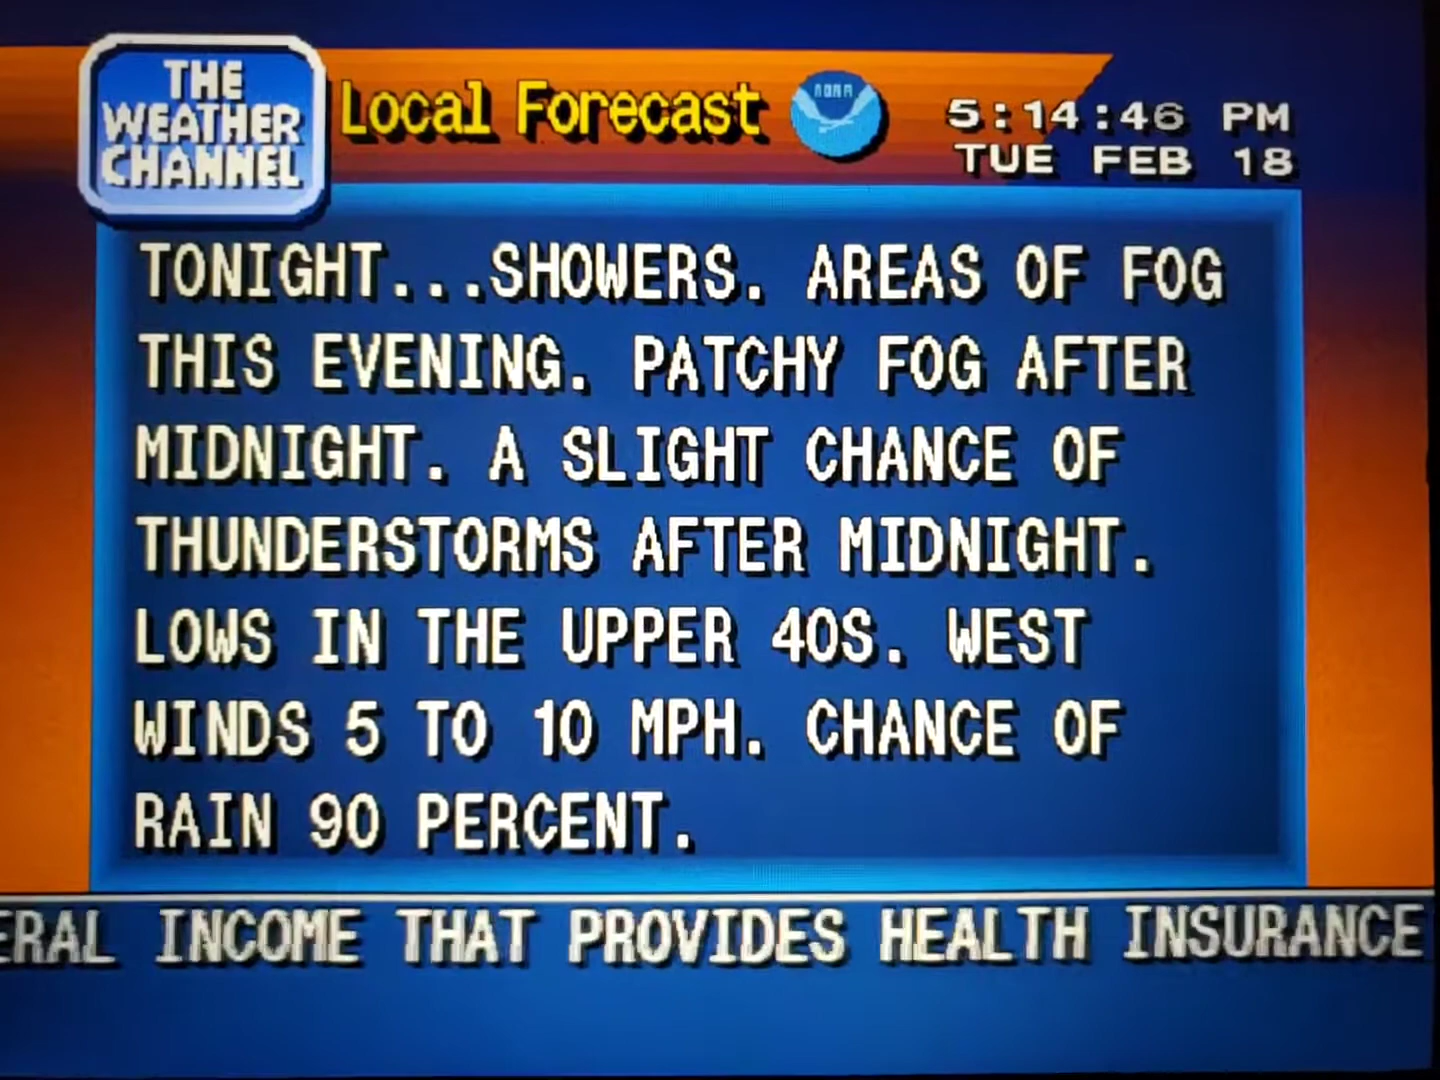 THE
WEATHER
CHANNEL
Local Forecast
NOAA
5:14:46 PM
TUE FEB 18
TONIGHT...SHOWERS. AREAS OF FOG
THIS EVENING. PATCHY FOG AFTER
MIDNIGHT. A SLIGHT CHANCE OF
THUNDERSTORMS AFTER MIDNIGHT.
LOWS IN THE UPPER 40S. WEST
WINDS 5 TO 10 MPH. CHANCE OF
RAIN 90 PERCENT.
ERAL INCOME THAT PROVIDES HEALTH INSURANCE